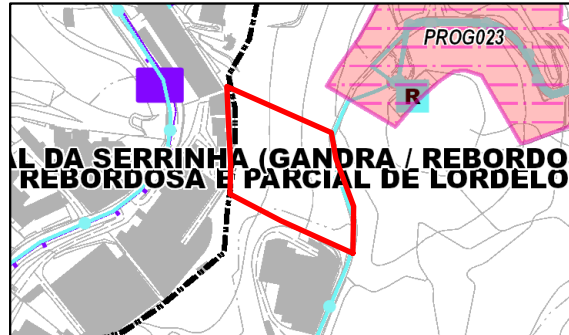 PROG023
R
AL DA SERRINHA (GANDRA / REBORDO
REBORDOSA E PARCIAL DE LORDELO